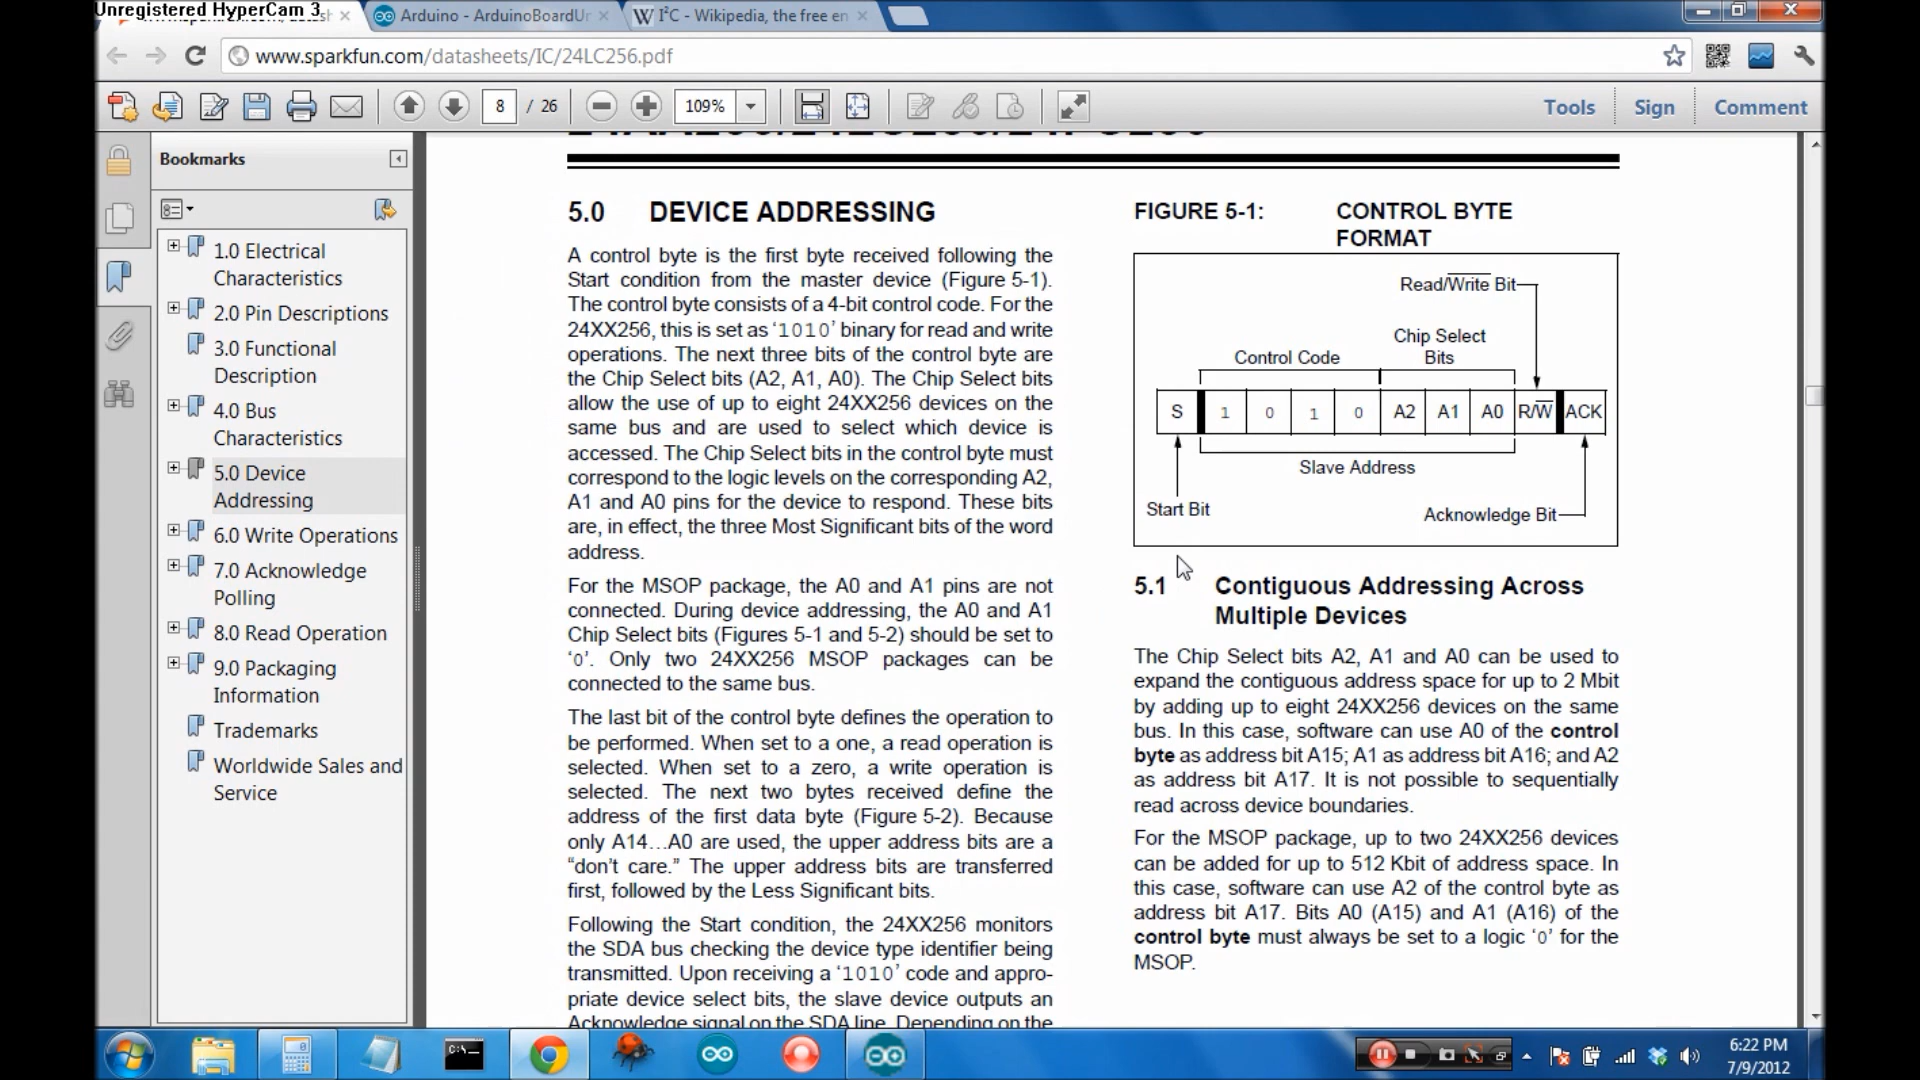 Unregistered HyperCam 3
Arduino - ArduinoBoardUn
I²C - Wikipedia, the free en
www.sparkfun.com/datasheets/IC/24LC256.pdf
8 / 26
109%
Tools
Sign
Comment
Bookmarks
1.0 Electrical
Characteristics
2.0 Pin Descriptions
3.0 Functional
Description
4.0 Bus
Characteristics
5.0 Device
Addressing
6.0 Write Operations
7.0 Acknowledge
Polling
8.0 Read Operation
9.0 Packaging
Information
Trademarks
Worldwide Sales and
Service
5.0 DEVICE ADDRESSING
A control byte is the first byte received following the
Start condition from the master device (Figure 5-1).
The control byte consists of a 4-bit control code. For the
24XX256, this is set as ‘1010’ binary for read and write
operations. The next three bits of the control byte are
the Chip Select bits (A2, A1, A0). The Chip Select bits
allow the use of up to eight 24XX256 devices on the
same bus and are used to select which device is
accessed. The Chip Select bits in the control byte must
correspond to the logic levels on the corresponding A2,
A1 and A0 pins for the device to respond. These bits
are, in effect, the three Most Significant bits of the word
address.
For the MSOP package, the A0 and A1 pins are not
connected. During device addressing, the A0 and A1
Chip Select bits (Figures 5-1 and 5-2) should be set to
‘0’. Only two 24XX256 MSOP packages can be
connected to the same bus.
The last bit of the control byte defines the operation to
be performed. When set to a one, a read operation is
selected. When set to a zero, a write operation is
selected. The next two bytes received define the
address of the first data byte (Figure 5-2). Because
only A14…A0 are used, the upper address bits are a
“don’t care.” The upper address bits are transferred
first, followed by the Less Significant bits.
Following the Start condition, the 24XX256 monitors
the SDA bus checking the device type identifier being
transmitted. Upon receiving a ‘1010’ code and appro-
priate device select bits, the slave device outputs an
Acknowledge signal on the SDA line. Depending on the
FIGURE 5-1: CONTROL BYTE
FORMAT
Read/Write Bit
Chip Select
Bits
Control Code
S 1 0 1 0 A2 A1 A0 R/W ACK
Slave Address
Start Bit
Acknowledge Bit
5.1 Contiguous Addressing Across
Multiple Devices
The Chip Select bits A2, A1 and A0 can be used to
expand the contiguous address space for up to 2 Mbit
by adding up to eight 24XX256 devices on the same
bus. In this case, software can use A0 of the control
byte as address bit A15; A1 as address bit A16; and A2
as address bit A17. It is not possible to sequentially
read across device boundaries.
For the MSOP package, up to two 24XX256 devices
can be added for up to 512 Kbit of address space. In
this case, software can use A2 of the control byte as
address bit A17. Bits A0 (A15) and A1 (A16) of the
control byte must always be set to a logic ‘0’ for the
MSOP.
6:22 PM
7/9/2012